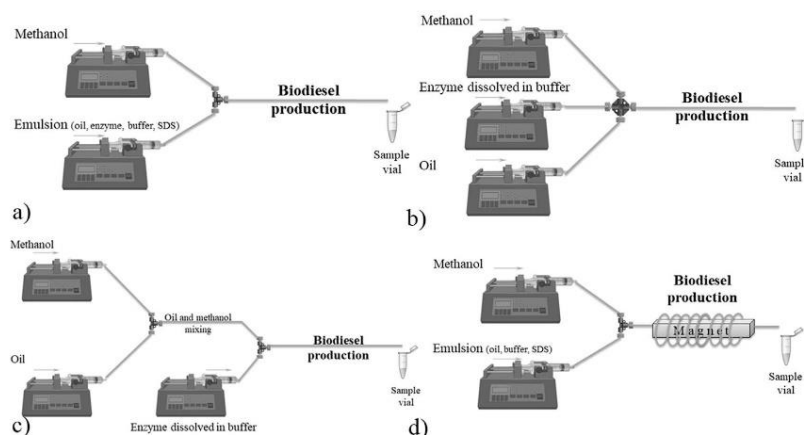 a)
Methanol
Emulsion (oil, enzyme, buffer, SDS)
Biodiesel
production
Sample
vial
b)
Methanol
Enzyme dissolved in buffer
Oil
Biodiesel
production
Sample
vial
c)
Methanol
Oil
Oil and methanol
mixing
Enzyme dissolved in buffer
Biodiesel
production
Sample
vial
d)
Methanol
Emulsion (oil, buffer, SDS)
Biodiesel
production
Magnet
Sample
vial